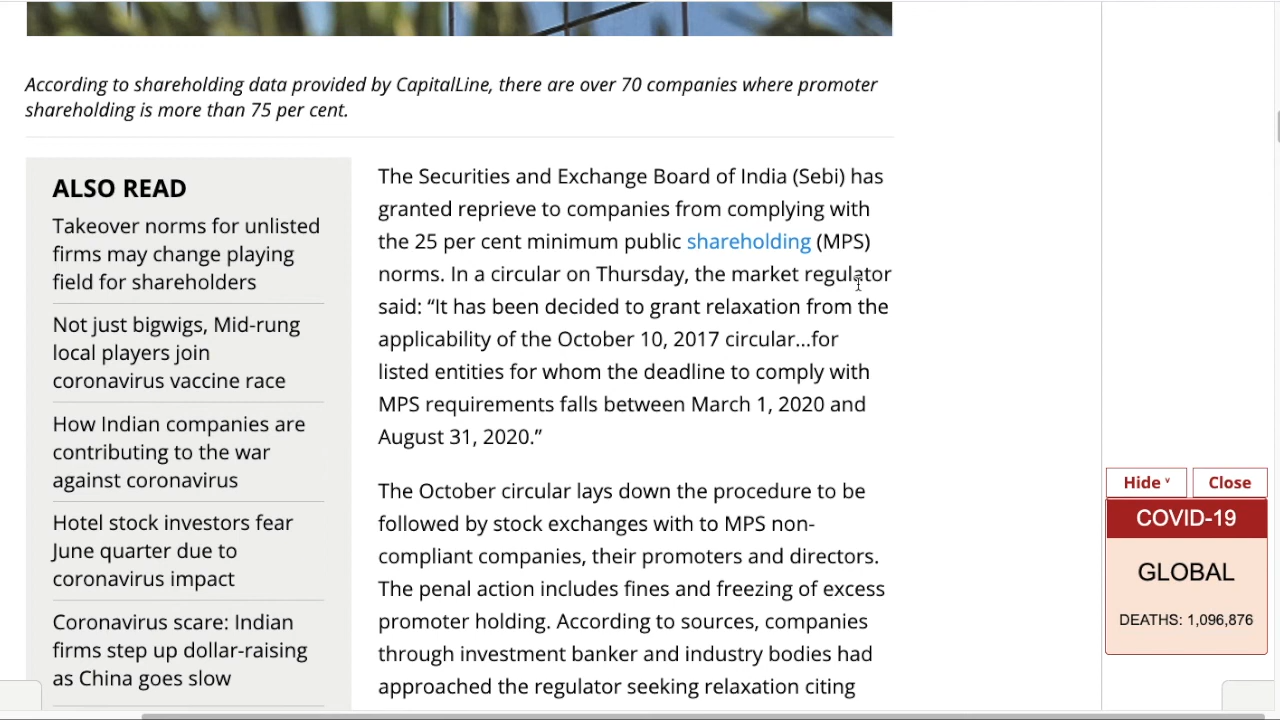 According to shareholding data provided by CapitalLine, there are over 70 companies where promoter
shareholding is more than 75 per cent.
ALSO READ
Takeover norms for unlisted
firms may change playing
field for shareholders
Not just bigwigs, Mid-rung
local players join
coronavirus vaccine race
How Indian companies are
contributing to the war
against coronavirus
Hotel stock investors fear
June quarter due to
coronavirus impact
Coronavirus scare: Indian
firms step up dollar-raising
as China goes slow
The Securities and Exchange Board of India (Sebi) has
granted reprieve to companies from complying with
the 25 per cent minimum public shareholding (MPS)
norms. In a circular on Thursday, the market regulator
said: “It has been decided to grant relaxation from the
applicability of the October 10, 2017 circular...for
listed entities for whom the deadline to comply with
MPS requirements falls between March 1, 2020 and
August 31, 2020.”
The October circular lays down the procedure to be
followed by stock exchanges with to MPS non-
compliant companies, their promoters and directors.
The penal action includes fines and freezing of excess
promoter holding. According to sources, companies
through investment banker and industry bodies had
approached the regulator seeking relaxation citing
Hide ˅
Close
COVID-19
GLOBAL
DEATHS: 1,096,876